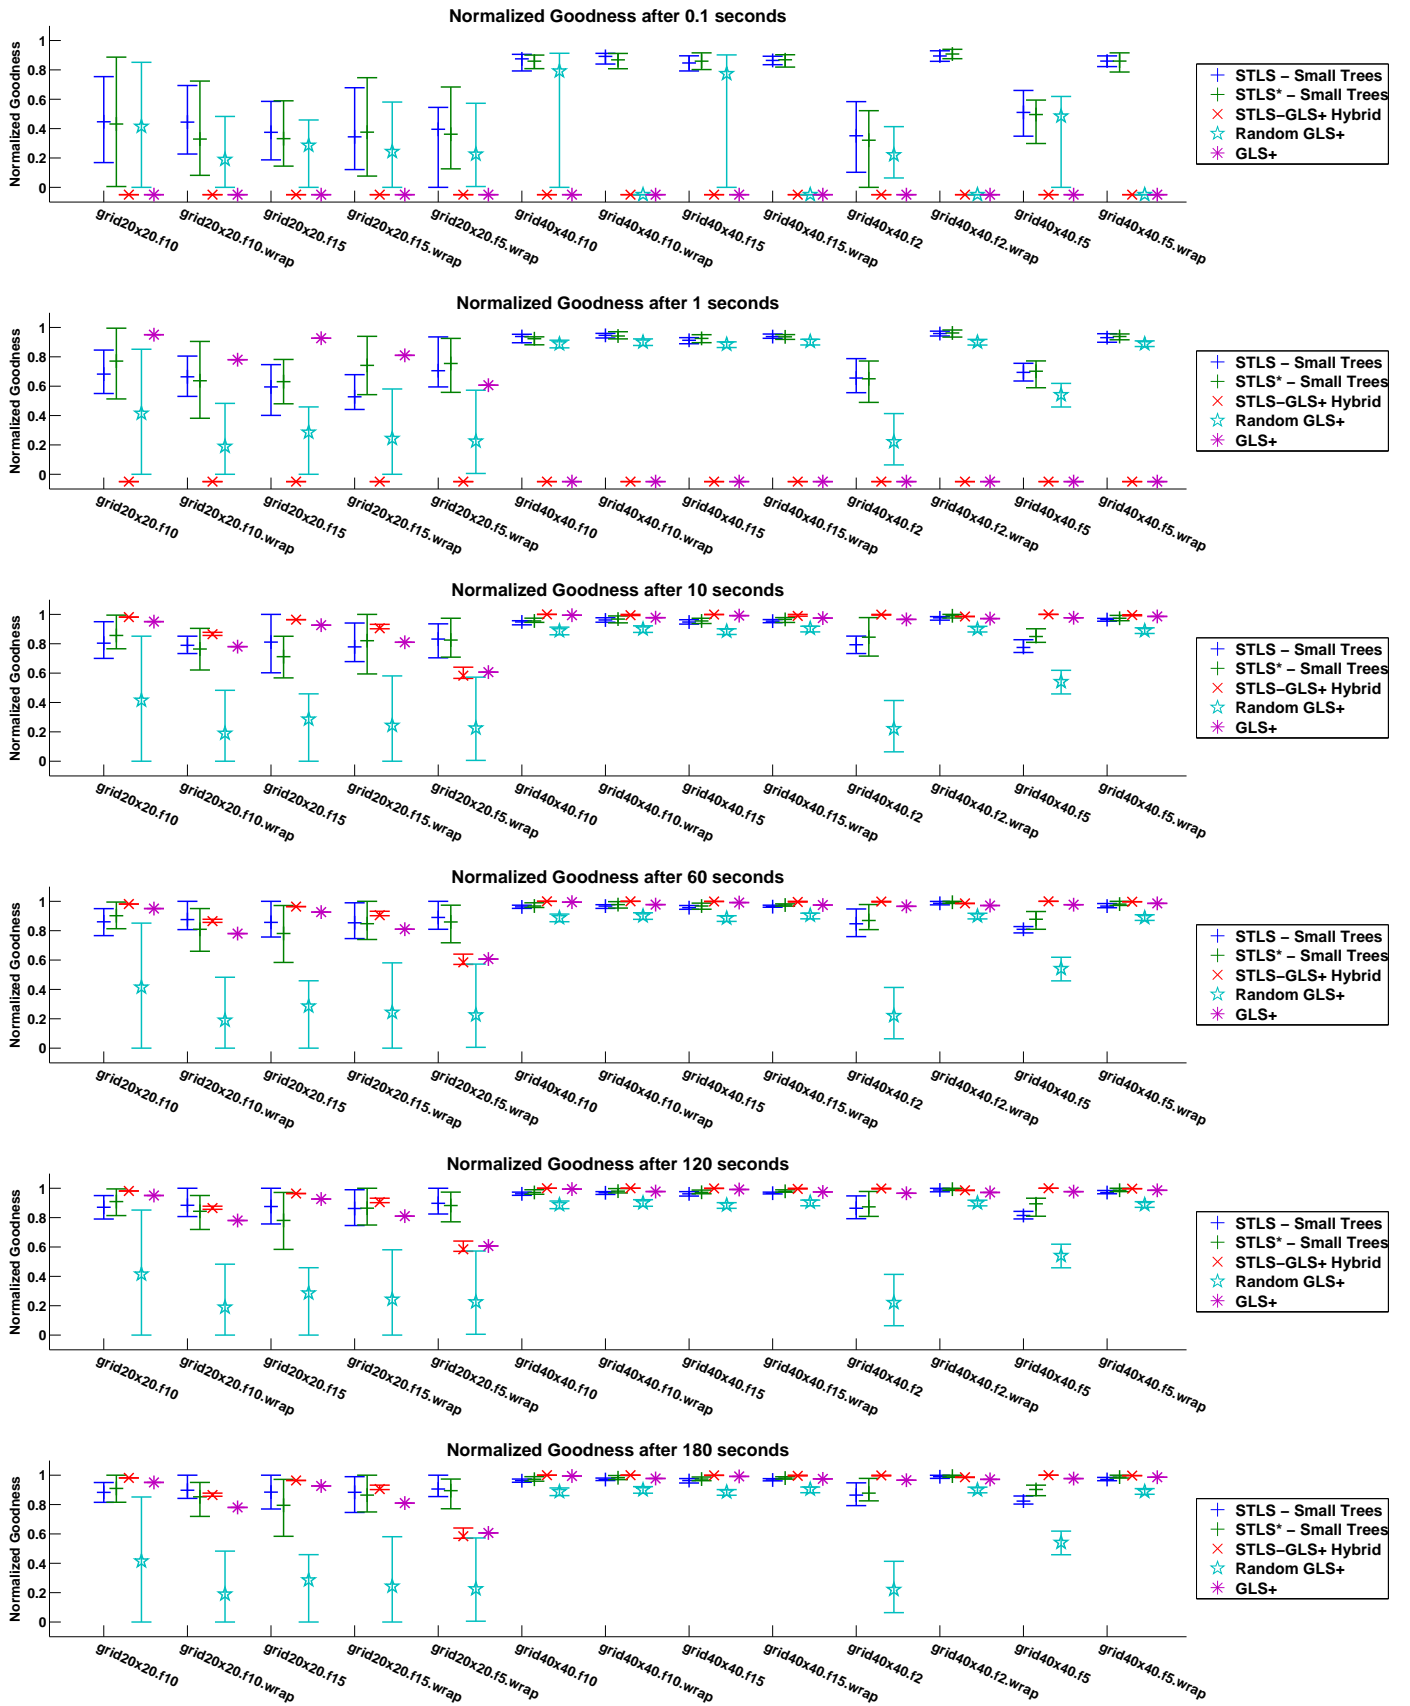 Normalized Goodness after 0.1 seconds
Normalized Goodness
1
0.8
0.6
0.4
0.2
0
grid20x20.f10
grid20x20.f10.wrap
grid20x20.f15
grid20x20.f15.wrap
grid20x20.f5.wrap
grid40x40.f10
grid40x40.f10.wrap
grid40x40.f15
grid40x40.f15.wrap
grid40x40.f2
grid40x40.f2.wrap
grid40x40.f5
grid40x40.f5.wrap
STLS – Small Trees
STLS* – Small Trees
STLS–GLS+ Hybrid
Random GLS+
GLS+
Normalized Goodness after 1 seconds
Normalized Goodness
1
0.8
0.6
0.4
0.2
0
grid20x20.f10
grid20x20.f10.wrap
grid20x20.f15
grid20x20.f15.wrap
grid20x20.f5.wrap
grid40x40.f10
grid40x40.f10.wrap
grid40x40.f15
grid40x40.f15.wrap
grid40x40.f2
grid40x40.f2.wrap
grid40x40.f5
grid40x40.f5.wrap
STLS – Small Trees
STLS* – Small Trees
STLS–GLS+ Hybrid
Random GLS+
GLS+
Normalized Goodness after 10 seconds
Normalized Goodness
1
0.8
0.6
0.4
0.2
0
grid20x20.f10
grid20x20.f10.wrap
grid20x20.f15
grid20x20.f15.wrap
grid20x20.f5.wrap
grid40x40.f10
grid40x40.f10.wrap
grid40x40.f15
grid40x40.f15.wrap
grid40x40.f2
grid40x40.f2.wrap
grid40x40.f5
grid40x40.f5.wrap
STLS – Small Trees
STLS* – Small Trees
STLS–GLS+ Hybrid
Random GLS+
GLS+
Normalized Goodness after 60 seconds
Normalized Goodness
1
0.8
0.6
0.4
0.2
0
grid20x20.f10
grid20x20.f10.wrap
grid20x20.f15
grid20x20.f15.wrap
grid20x20.f5.wrap
grid40x40.f10
grid40x40.f10.wrap
grid40x40.f15
grid40x40.f15.wrap
grid40x40.f2
grid40x40.f2.wrap
grid40x40.f5
grid40x40.f5.wrap
STLS – Small Trees
STLS* – Small Trees
STLS–GLS+ Hybrid
Random GLS+
GLS+
Normalized Goodness after 120 seconds
Normalized Goodness
1
0.8
0.6
0.4
0.2
0
grid20x20.f10
grid20x20.f10.wrap
grid20x20.f15
grid20x20.f15.wrap
grid20x20.f5.wrap
grid40x40.f10
grid40x40.f10.wrap
grid40x40.f15
grid40x40.f15.wrap
grid40x40.f2
grid40x40.f2.wrap
grid40x40.f5
grid40x40.f5.wrap
STLS – Small Trees
STLS* – Small Trees
STLS–GLS+ Hybrid
Random GLS+
GLS+
Normalized Goodness after 180 seconds
Normalized Goodness
1
0.8
0.6
0.4
0.2
0
grid20x20.f10
grid20x20.f10.wrap
grid20x20.f15
grid20x20.f15.wrap
grid20x20.f5.wrap
grid40x40.f10
grid40x40.f10.wrap
grid40x40.f15
grid40x40.f15.wrap
grid40x40.f2
grid40x40.f2.wrap
grid40x40.f5
grid40x40.f5.wrap
STLS – Small Trees
STLS* – Small Trees
STLS–GLS+ Hybrid
Random GLS+
GLS+